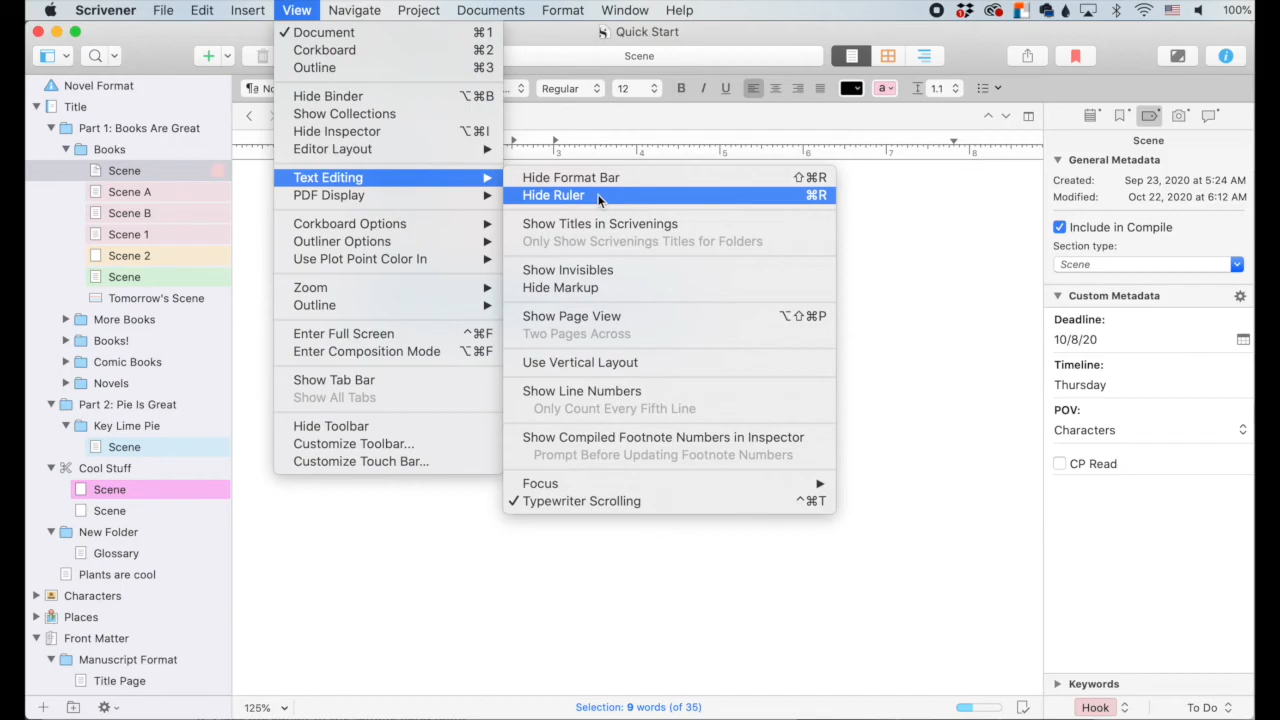 Scrivener File Edit Insert View Navigate Project Documents Format Window Help 100%
Quick Start
Scene
Regular 12 B I U a 1.1
Novel Format
Title
Part 1: Books Are Great
Books
Scene
Scene A
Scene B
Scene 1
Scene 2
Scene
Tomorrow's Scene
More Books
Books!
Comic Books
Novels
Part 2: Pie Is Great
Key Lime Pie
Scene
Cool Stuff
Scene
Scene
New Folder
Glossary
Plants are cool
Characters
Places
Front Matter
Manuscript Format
Title Page
✓ Document ⌘1
Corkboard ⌘2
Outline ⌘3
Hide Binder ⌥⌘B
Show Collections
Hide Inspector ⌥⌘I
Editor Layout
Text Editing
PDF Display
Corkboard Options
Outliner Options
Use Plot Point Color In
Zoom
Outline
Enter Full Screen ^⌘F
Enter Composition Mode ⌥⌘F
Show Tab Bar
Show All Tabs
Hide Toolbar
Customize Toolbar...
Customize Touch Bar...
3 4 5 6 7 8
Hide Format Bar ⇧⌘R
Hide Ruler ⌘R
Show Titles in Scrivenings
Only Show Scrivenings Titles for Folders
Show Invisibles
Hide Markup
Show Page View ⌥⇧⌘P
Two Pages Across
Use Vertical Layout
Show Line Numbers
Only Count Every Fifth Line
Show Compiled Footnote Numbers in Inspector
Prompt Before Updating Footnote Numbers
Focus
✓ Typewriter Scrolling ^⌘T
Scene
General Metadata
Created: Sep 23, 2020 at 5:24 AM
Modified: Oct 22, 2020 at 6:12 AM
Include in Compile
Section type:
Scene
Custom Metadata
Deadline:
10/8/20
Timeline:
Thursday
POV:
Characters
CP Read
Keywords
125% Selection: 9 words (of 35) Hook To Do